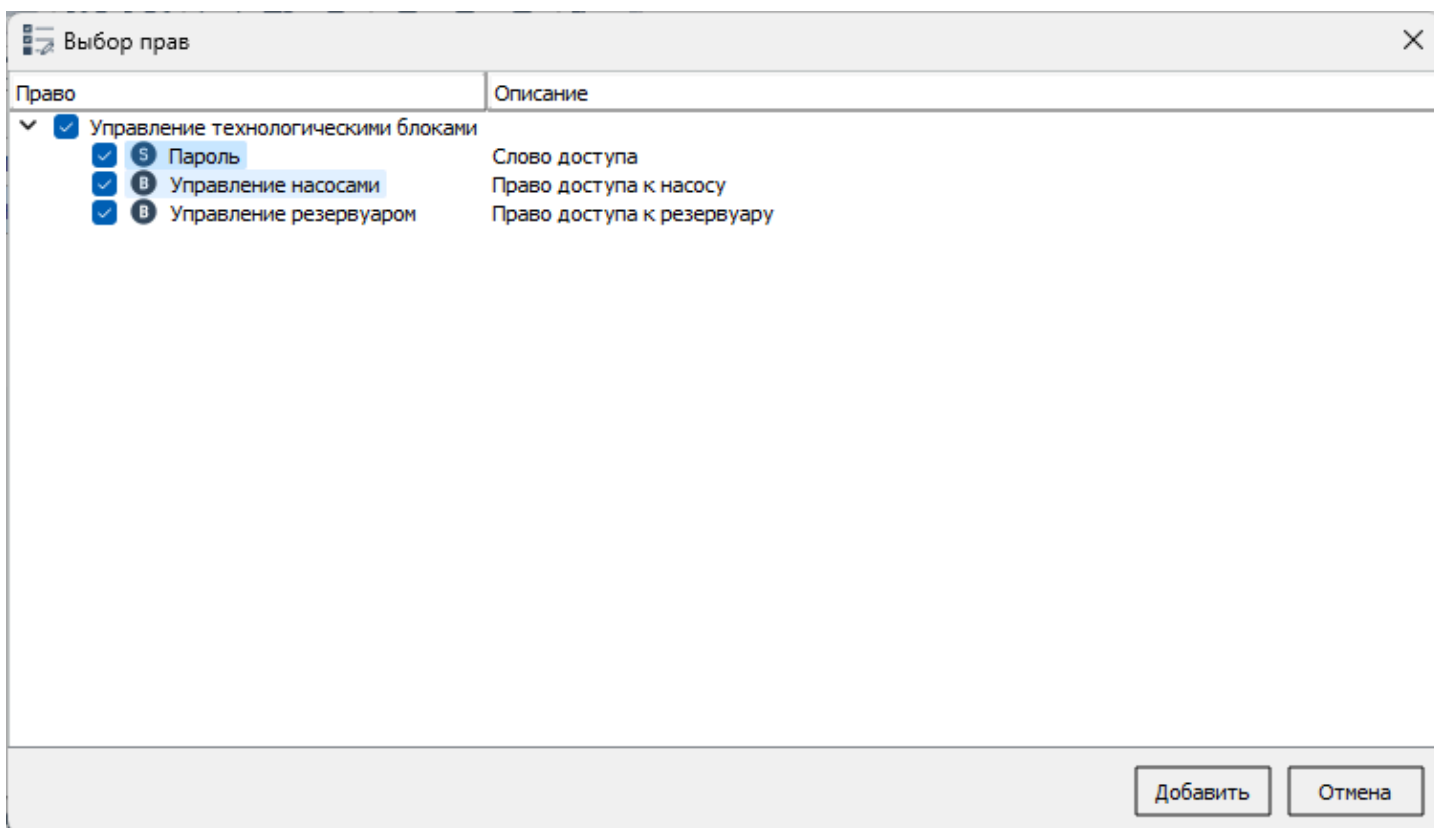 Выбор прав
Право Описание
Управление технологическими блоками
S Пароль Слово доступа
B Управление насосами Право доступа к насосу
B Управление резервуаром Право доступа к резервуару
Добавить Отмена